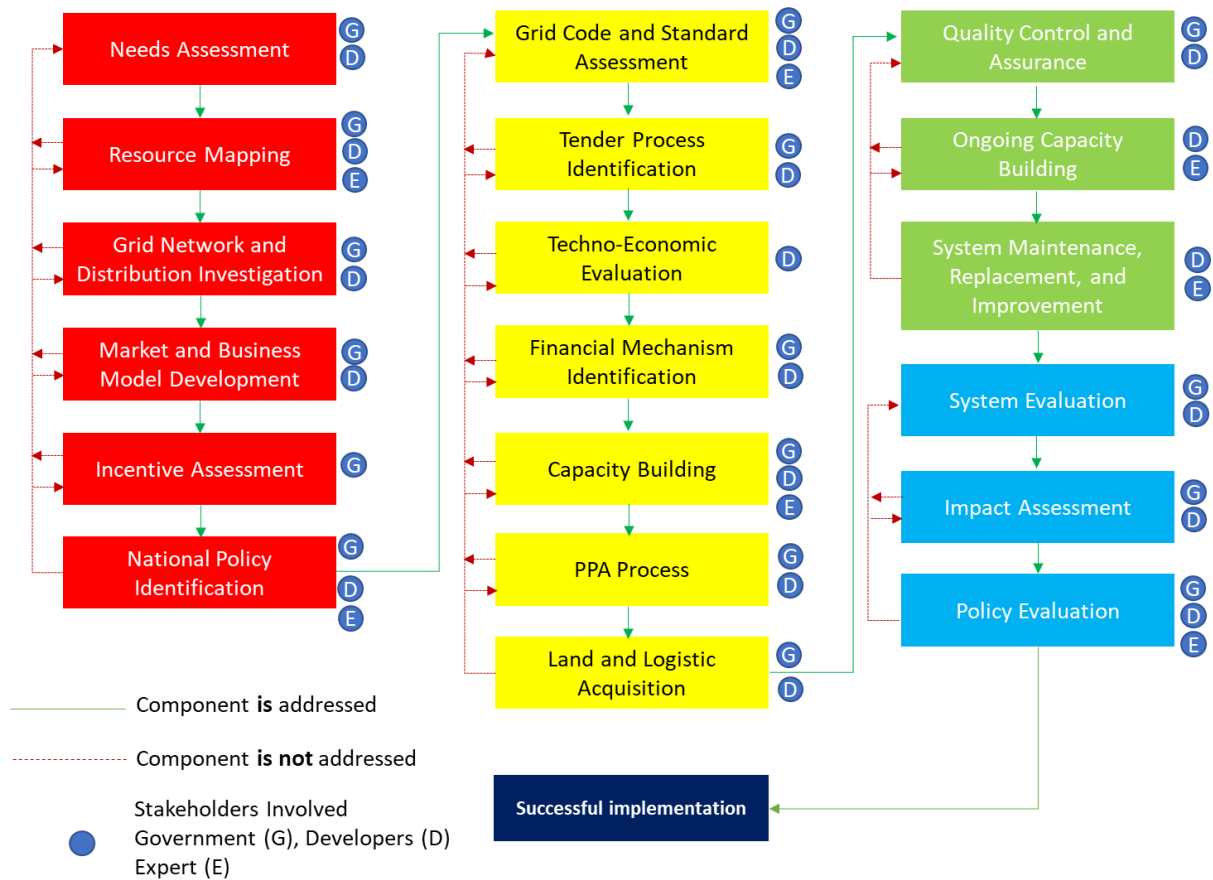 Needs Assessment
G
D
Resource Mapping
G
D
E
Grid Network and
Distribution Investigation
G
D
Market and Business
Model Development
G
D
Incentive Assessment
G
National Policy
Identification
G
D
E
Grid Code and Standard
Assessment
G
D
E
Tender Process
Identification
G
D
Techno-Economic
Evaluation
D
Financial Mechanism
Identification
G
D
Capacity Building
G
D
E
PPA Process
G
D
Land and Logistic
Acquisition
G
D
Quality Control and
Assurance
G
D
Ongoing Capacity
Building
D
E
System Maintenance,
Replacement, and
Improvement
D
E
System Evaluation
G
D
Impact Assessment
G
D
Policy Evaluation
G
D
E
Successful implementation
Component is addressed
Component is not addressed
Stakeholders Involved
Government (G), Developers (D)
Expert (E)